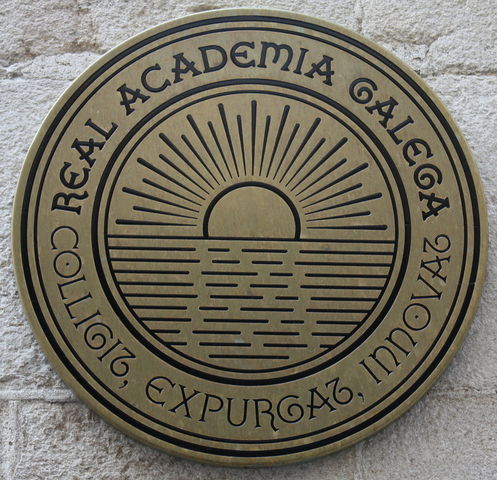 REAL ACADEMIA GALEGA
COLLIGIT, EXPURGAT, INNOVAT